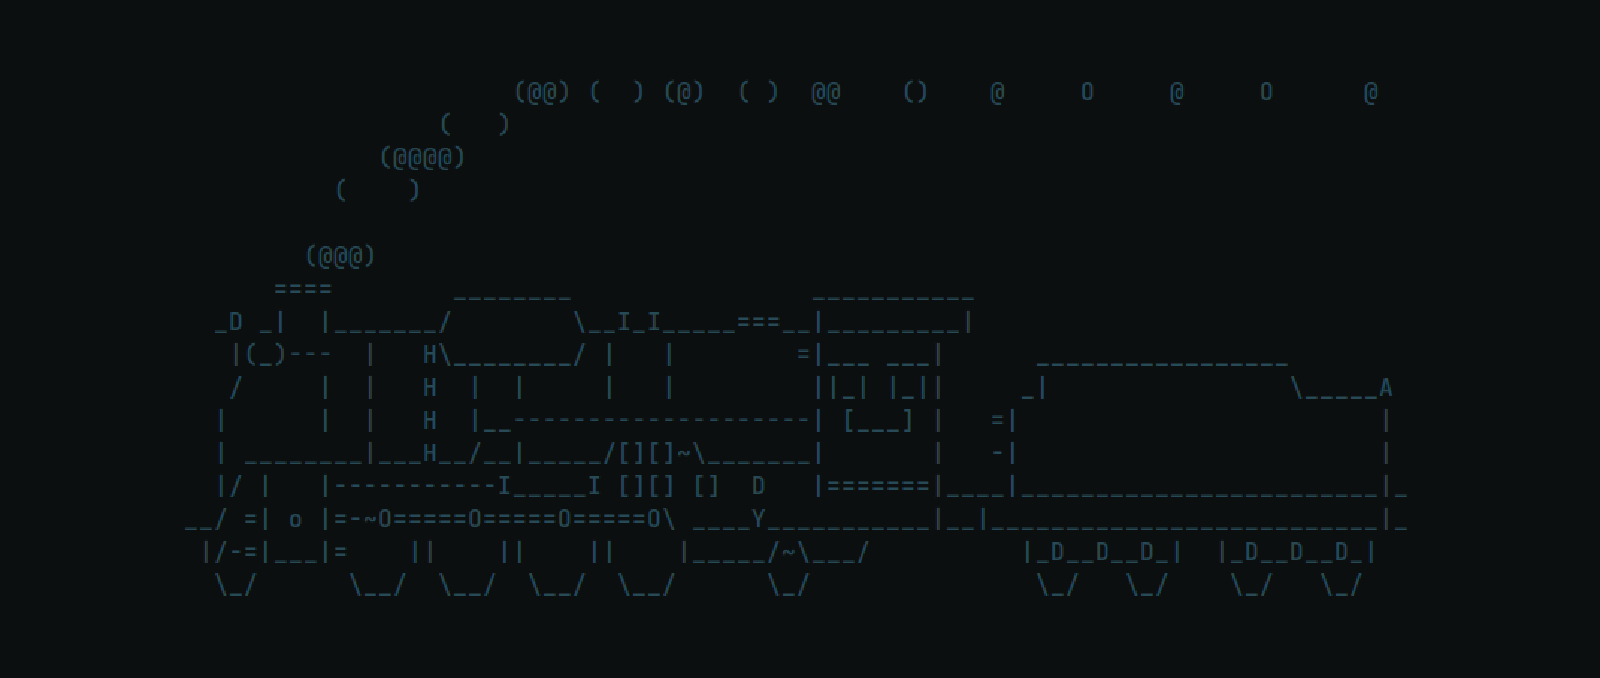 (@@) (  ) (@)  ( )  @@    ()    @     O     @     O      @
                 (   )
             (@@@@)
          (    )

        (@@@)
      ====        ________                ___________
  _D _|  |_______/        \__I_I_____===__|_________|
   |(_)---  |   H\________/ |   |        =|___ ___|      _________________
   /     |  |   H  |  |     |   |         ||_| |_||     _|                \_____A
  |      |  |   H  |__--------------------| [___] |   =|                        |
  | ________|___H__/__|_____/[][]~\_______|       |   -|                        |
  |/ |   |-----------I_____I [][] []  D   |=======|____|________________________|_
__/ =| o |=-~O=====O=====O=====O\ ____Y___________|__|__________________________|_
 |/-=|___|=    ||    ||    ||    |_____/~\___/          |_D__D__D_|  |_D__D__D_|
  \_/      \__/  \__/  \__/  \__/      \_/               \_/   \_/    \_/   \_/